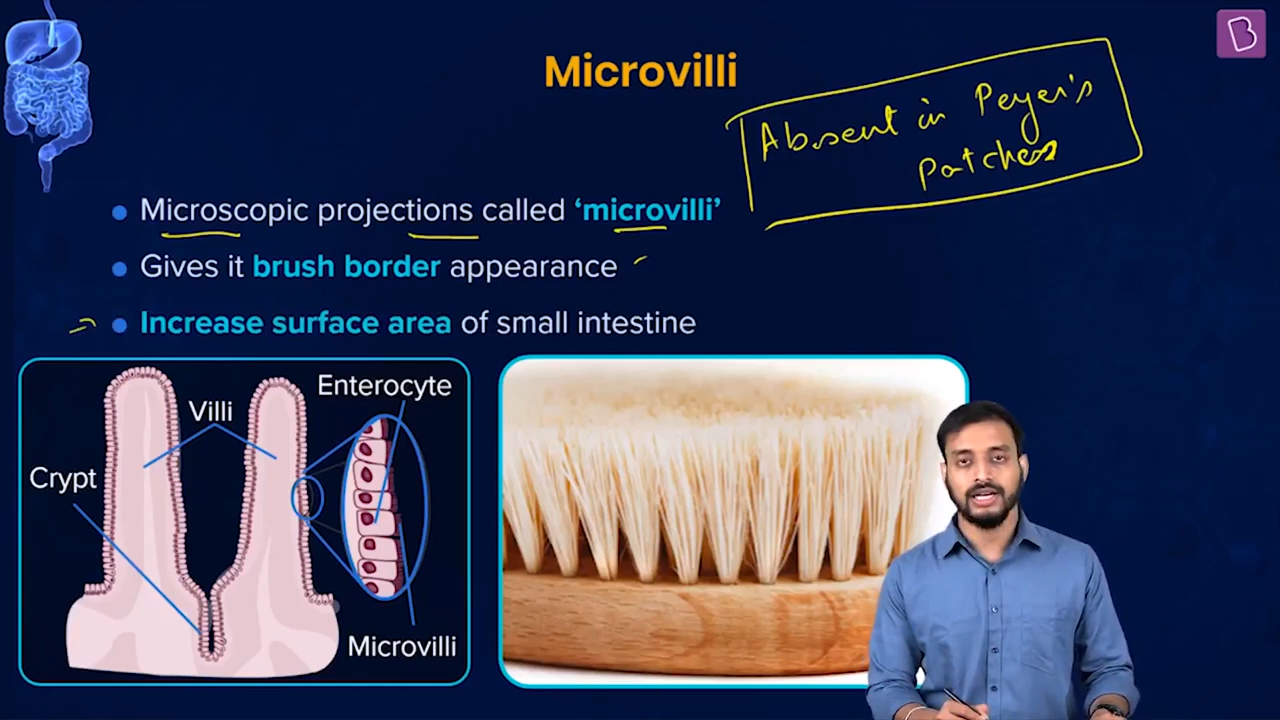 Microvilli
Absent in Peyer's
patches
Microscopic projections called ‘microvilli’
Gives it brush border appearance
Increase surface area of small intestine
Enterocyte
Villi
Crypt
Microvilli
B